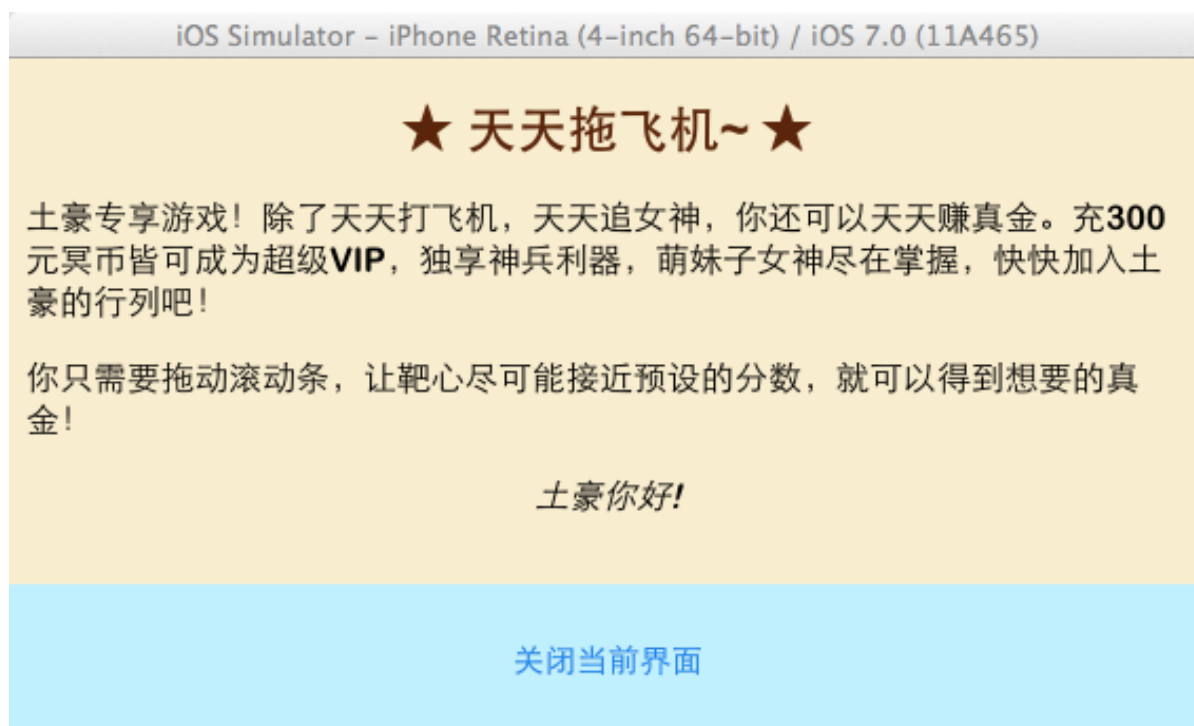 iOS Simulator – iPhone Retina (4-inch 64-bit) / iOS 7.0 (11A465)
★ 天天拖飞机~ ★
土豪专享游戏！除了天天打飞机，天天追女神，你还可以天天赚真金。充300
元冥币皆可成为超级VIP，独享神兵利器，萌妹子女神尽在掌握，快快加入土
豪的行列吧！
你只需要拖动滚动条，让靶心尽可能接近预设的分数，就可以得到想要的真
金！
土豪你好!
关闭当前界面